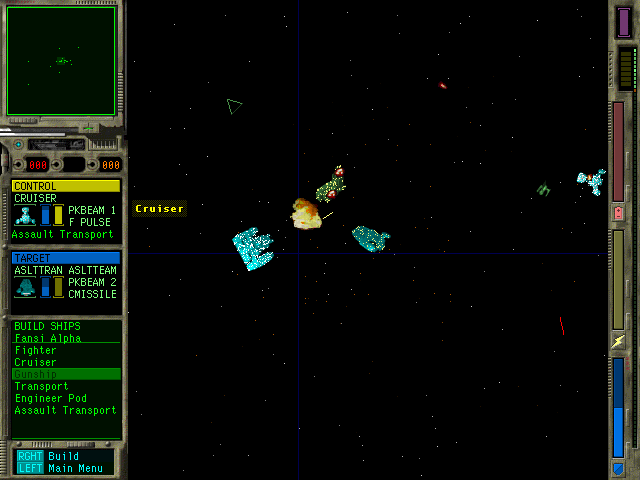 000 000
CONTROL
CRUISER
PKBEAM 1
F PULSE
Assault Transport
Cruiser
TARGET
ASLTTRAN ASLTTEAM
PKBEAM 2
CMISSILE
BUILD SHIPS
Fansi Alpha
Fighter
Cruiser
Gunship
Transport
Engineer Pod
Assault Transport
RGHT Build
LEFT Main Menu